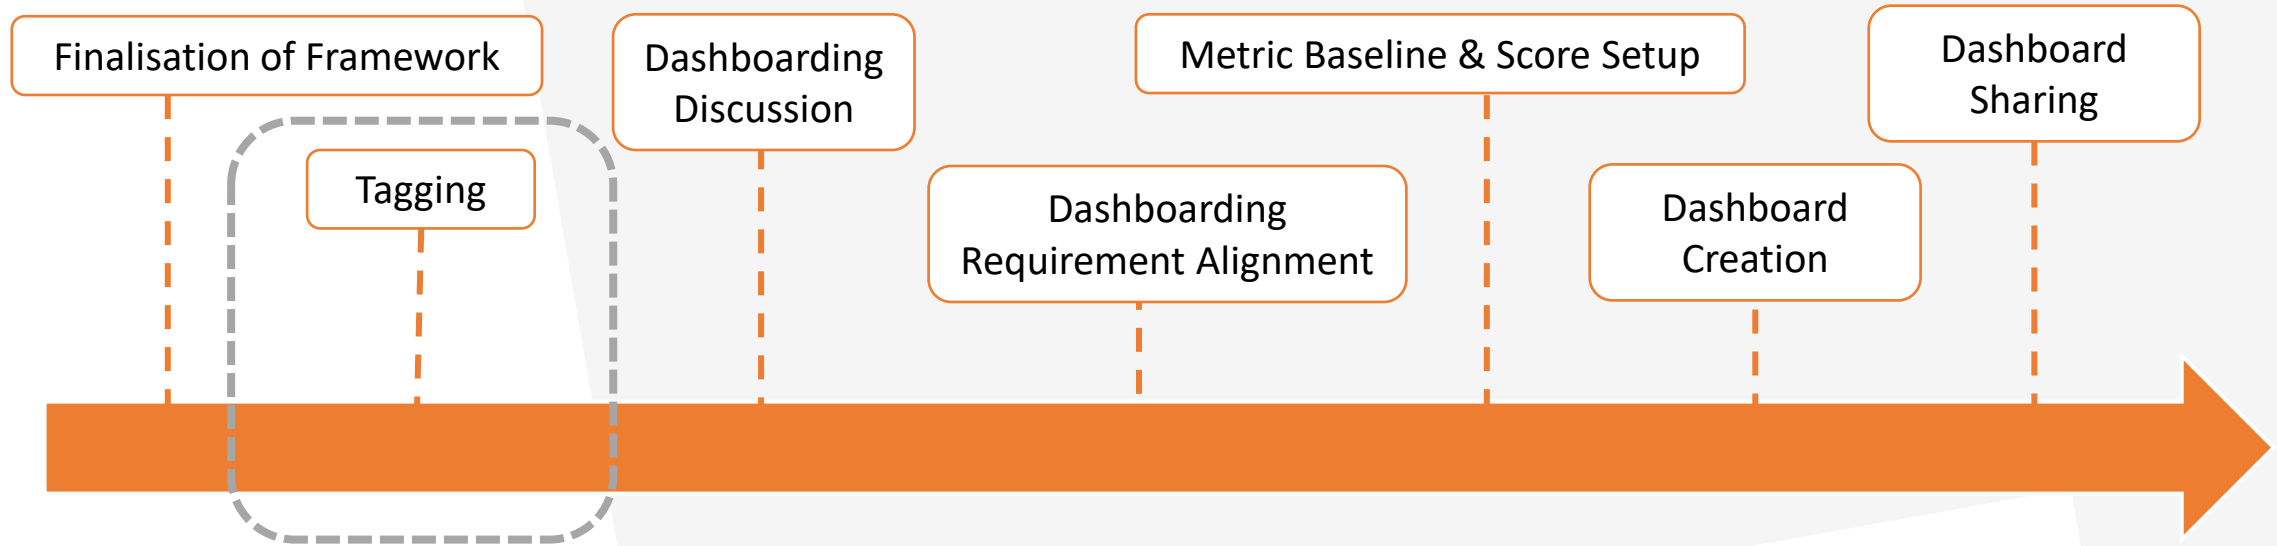 Finalisation of Framework
Tagging
Dashboarding
Discussion
Dashboarding
Requirement Alignment
Metric Baseline & Score Setup
Dashboard
Creation
Dashboard
Sharing